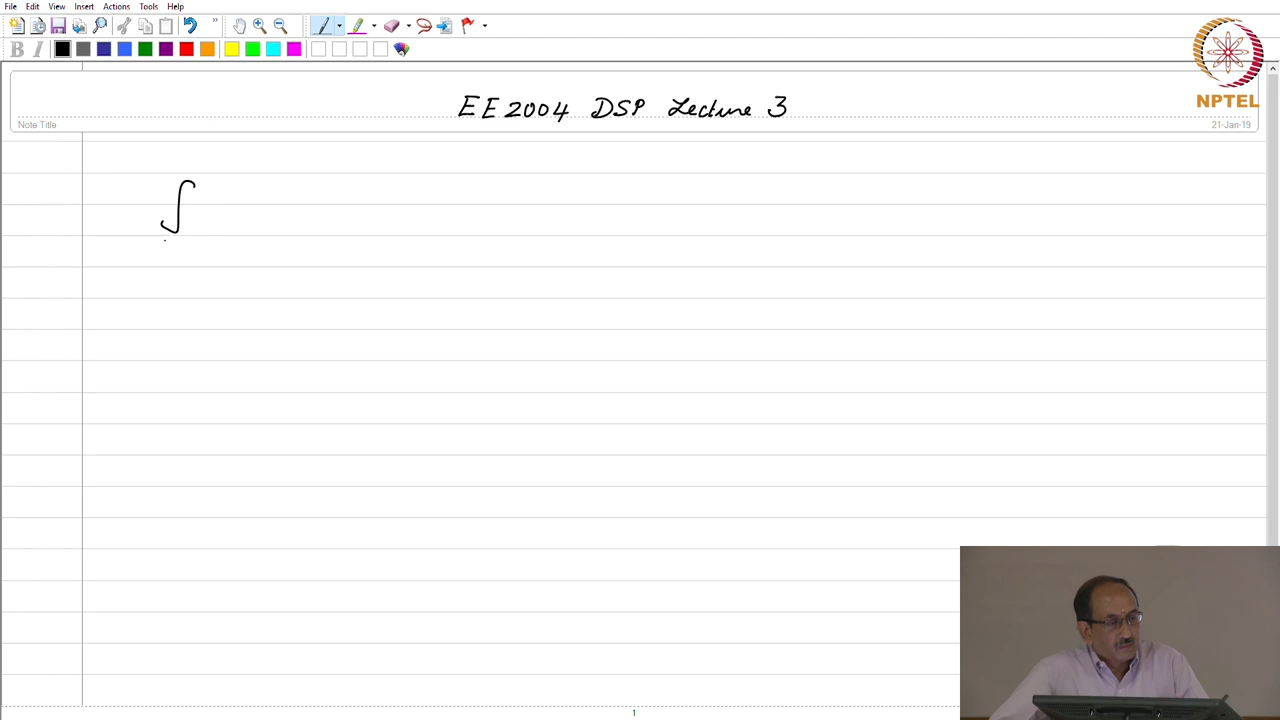 File Edit View Insert Actions Tools Help
»
B I
NPTEL
EE2004 DSP Lecture 3
Note Title
21-Jan-19
∫
1